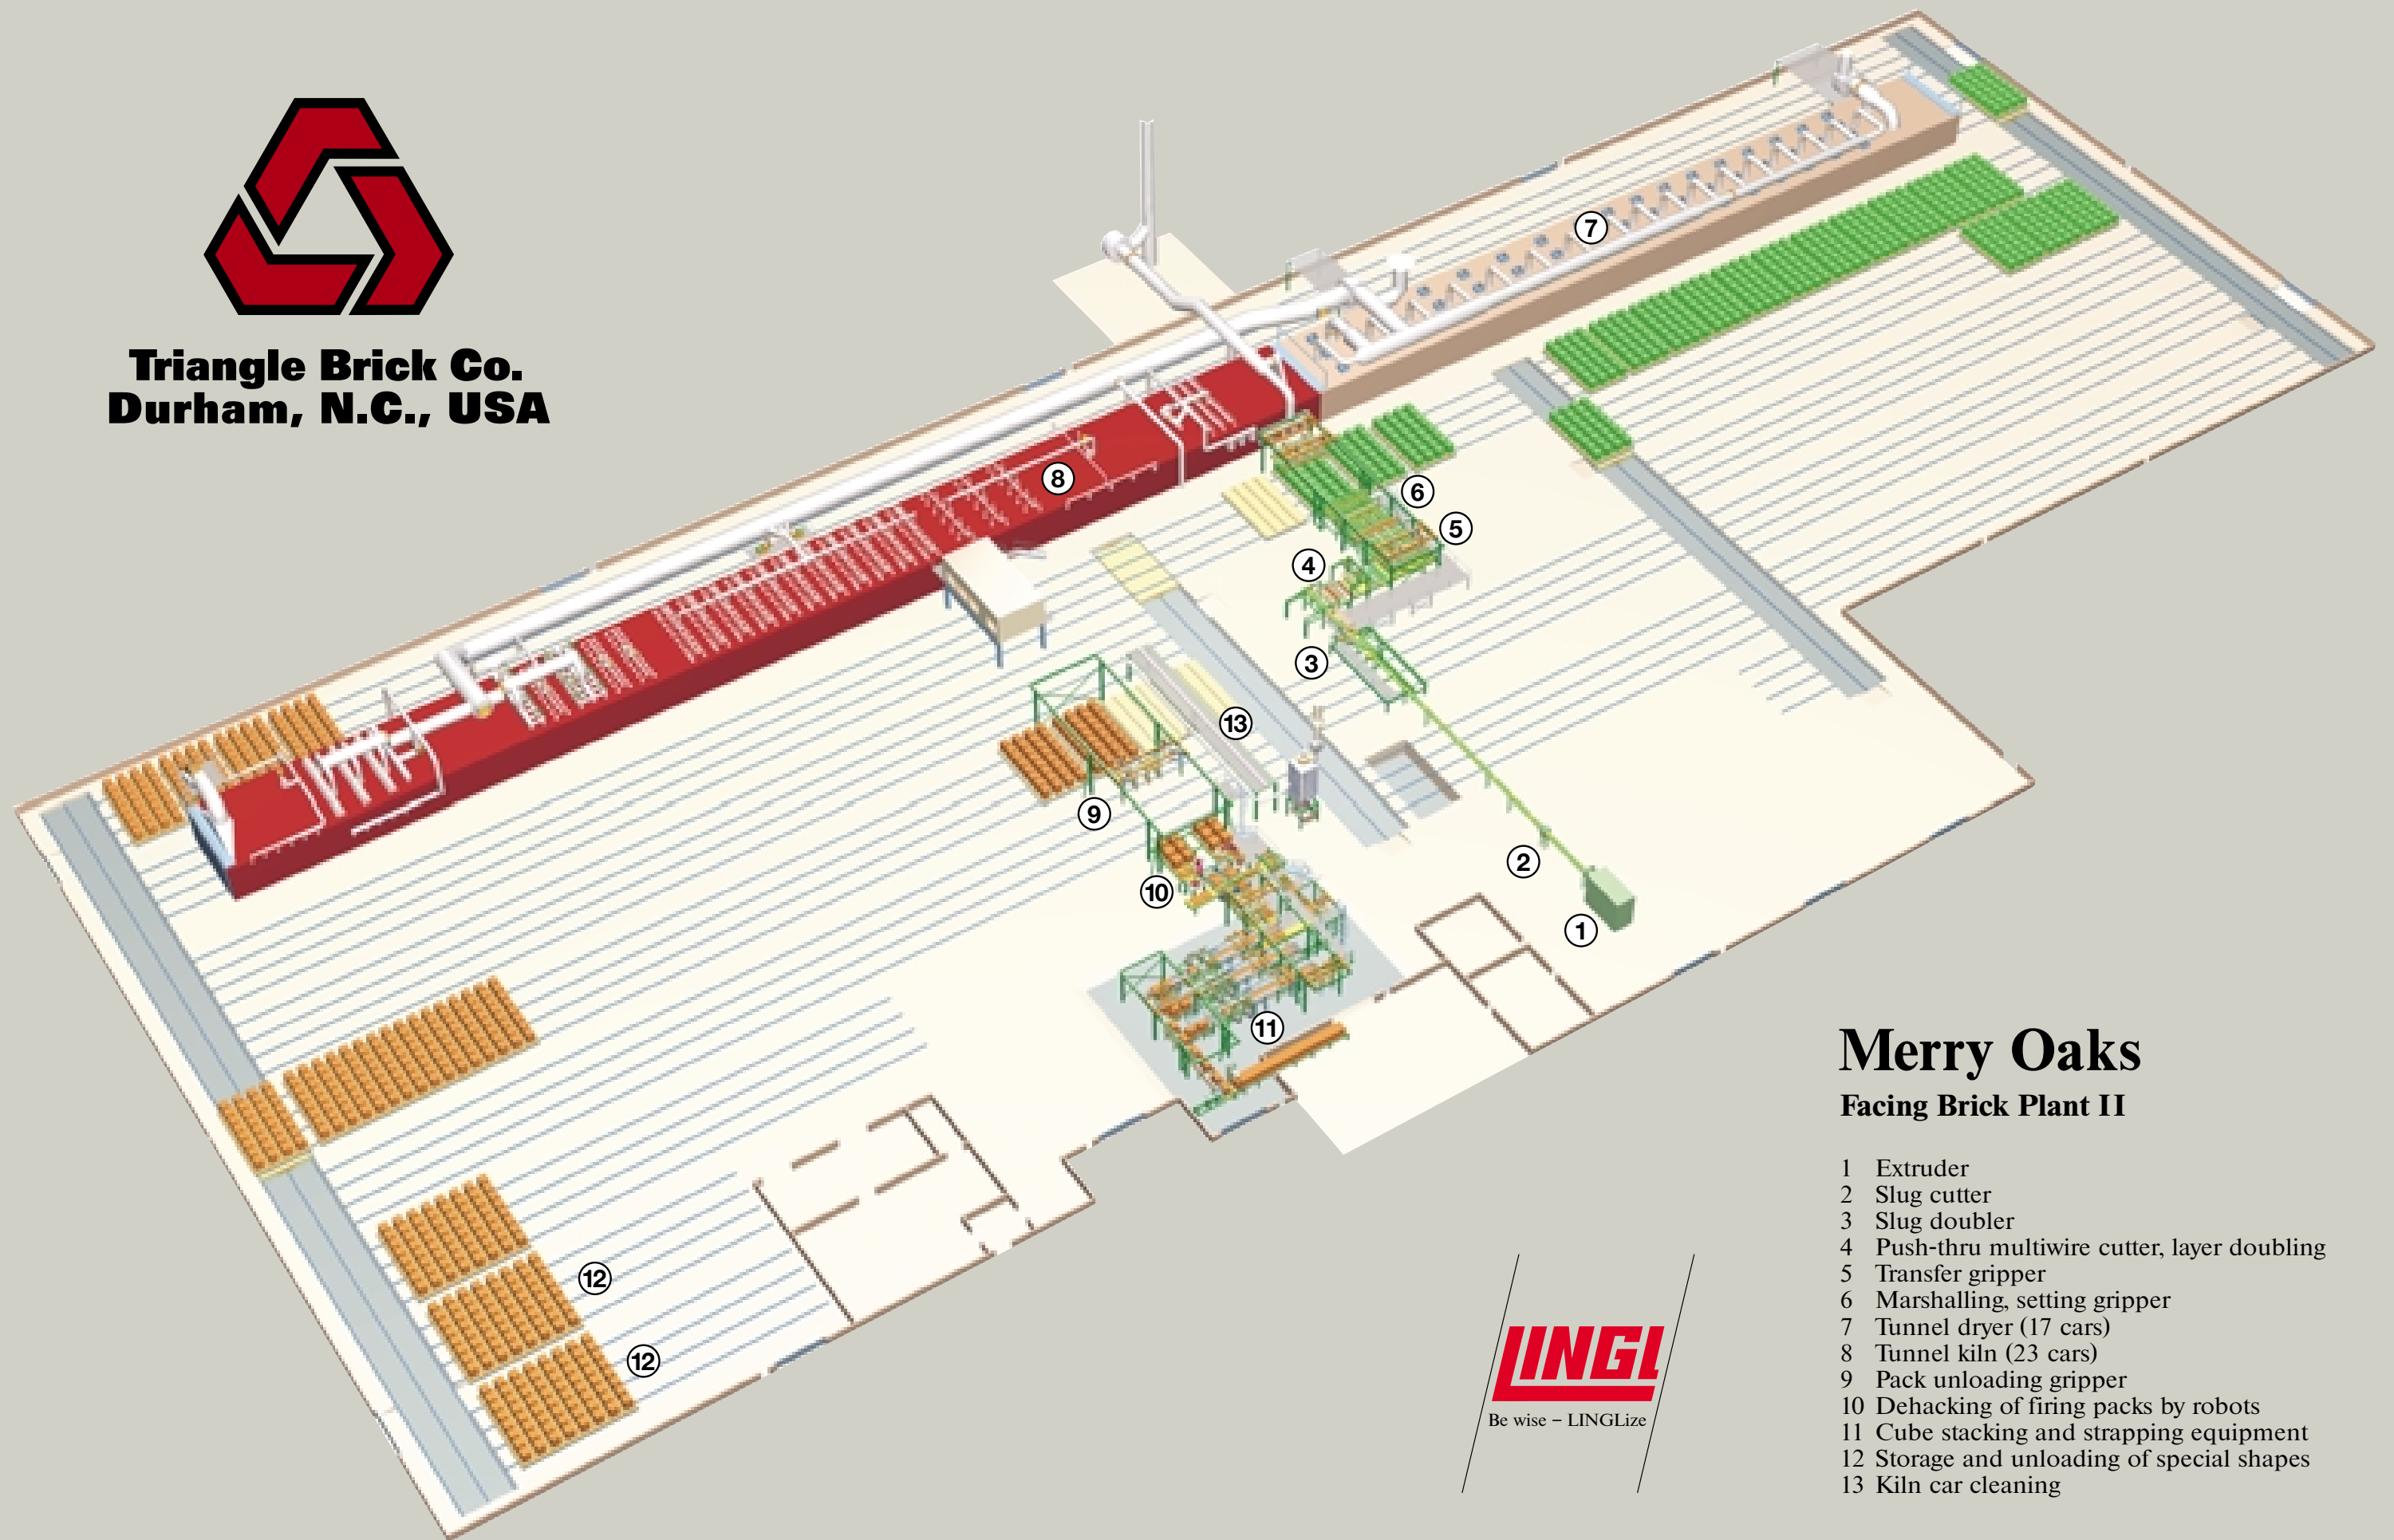 Triangle Brick Co.
Durham, N.C., USA
7
8
6
5
4
3
13
9
2
10
1
11
12
12
Merry Oaks
Facing Brick Plant II
1 Extruder
2 Slug cutter
3 Slug doubler
4 Push-thru multiwire cutter, layer doubling
5 Transfer gripper
6 Marshalling, setting gripper
7 Tunnel dryer (17 cars)
8 Tunnel kiln (23 cars)
9 Pack unloading gripper
10 Dehacking of firing packs by robots
11 Cube stacking and strapping equipment
12 Storage and unloading of special shapes
13 Kiln car cleaning
LINGL
Be wise – LINGLize